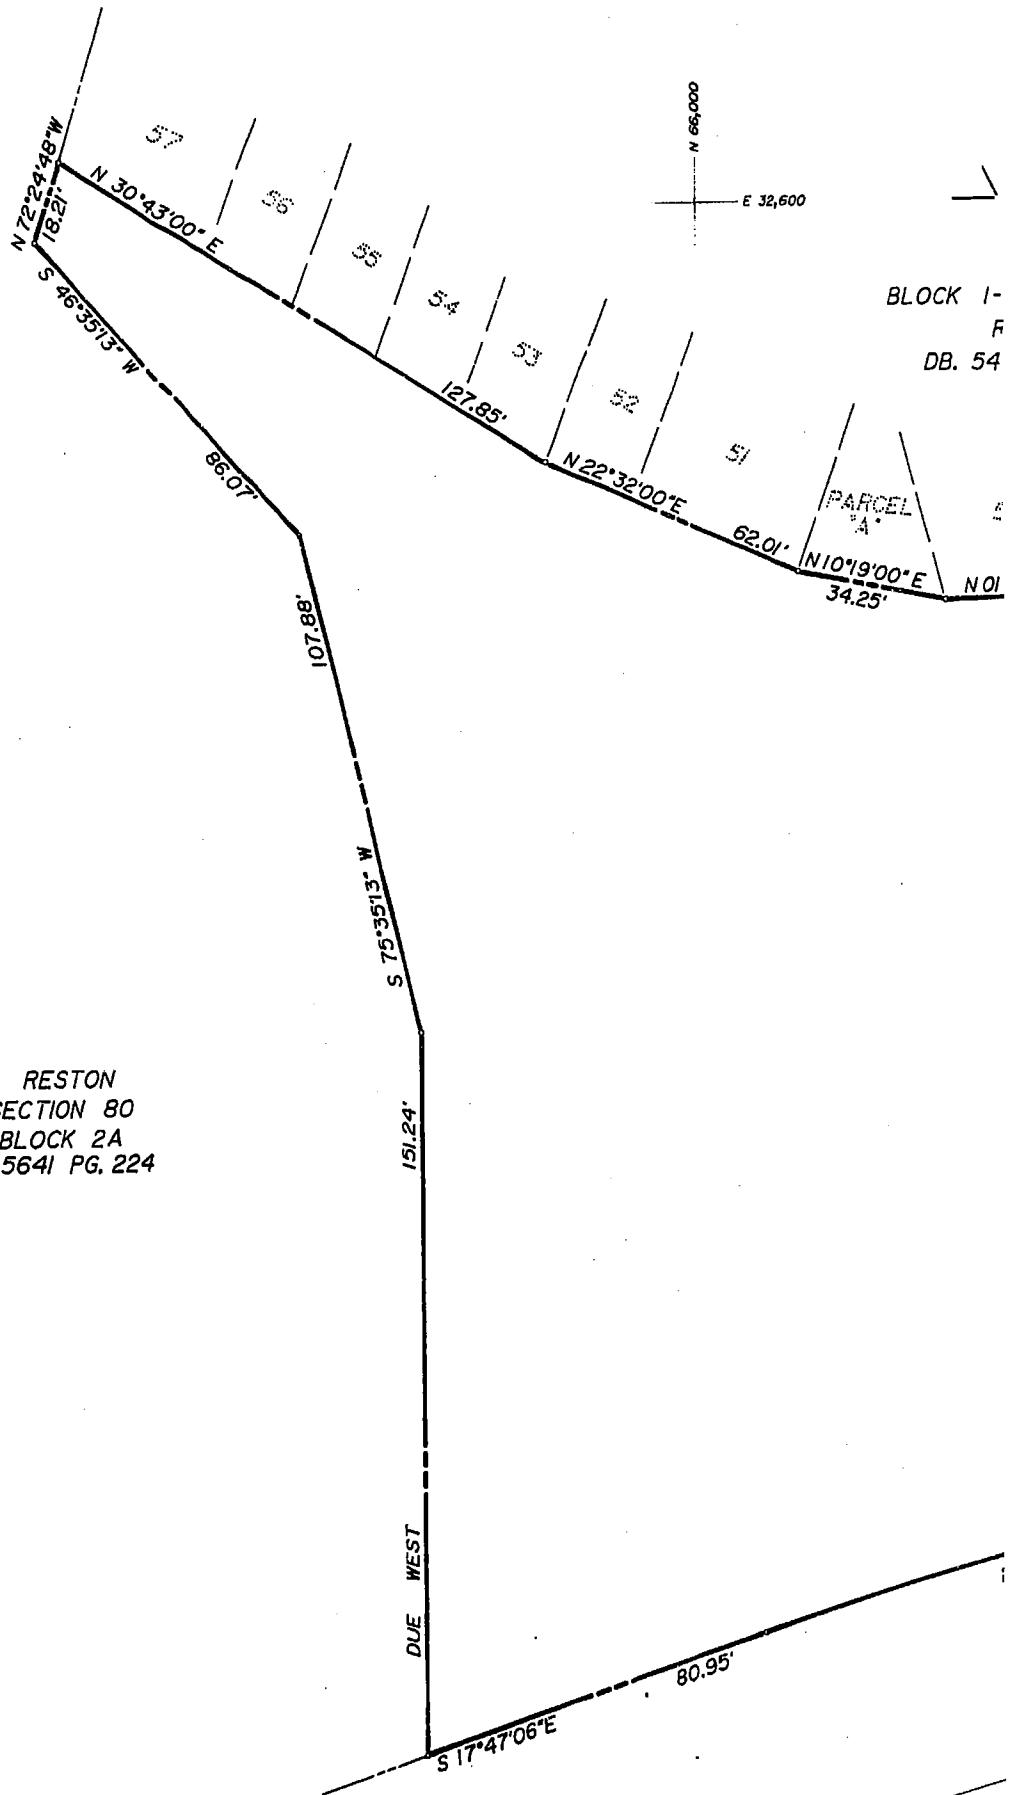 N 66,000
E 32,600
57
56
55
54
53
52
51
PARCEL
"A"
N 72°24'48"W
18.21'
N 30°43'00" E
127.85'
S 46°35'13" W
86.07'
BLOCK 1-
DB. 54
N 22°32'00"E
62.01'
N 10°19'00" E
34.25'
N 01
107.88'
S 75°35'13" W
RESTON
SECTION 80
BLOCK 2A
5641 PG. 224
151.24'
DUE WEST
S 17°47'06"E
80.95'